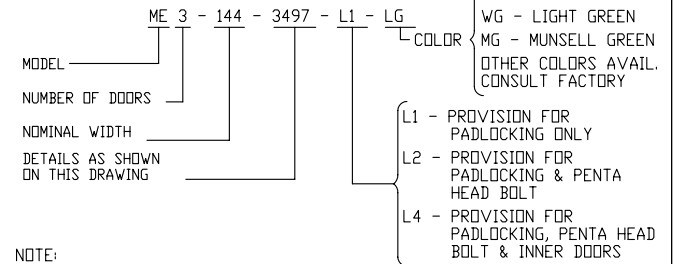 ME 3 - 144 - 3497 - L1 - LG
WG - LIGHT GREEN
COLOR
MG - MUNSELL GREEN
OTHER COLORS AVAIL.
CONSULT FACTORY
MODEL
NUMBER OF DOORS
NOMINAL WIDTH
DETAILS AS SHOWN
ON THIS DRAWING
L1 - PROVISION FOR
PADLOCKING ONLY
L2 - PROVISION FOR
PADLOCKING & PENTA
HEAD BOLT
L4 - PROVISION FOR
PADLOCKING, PENTA HEAD
BOLT & INNER DOORS
NOTE: